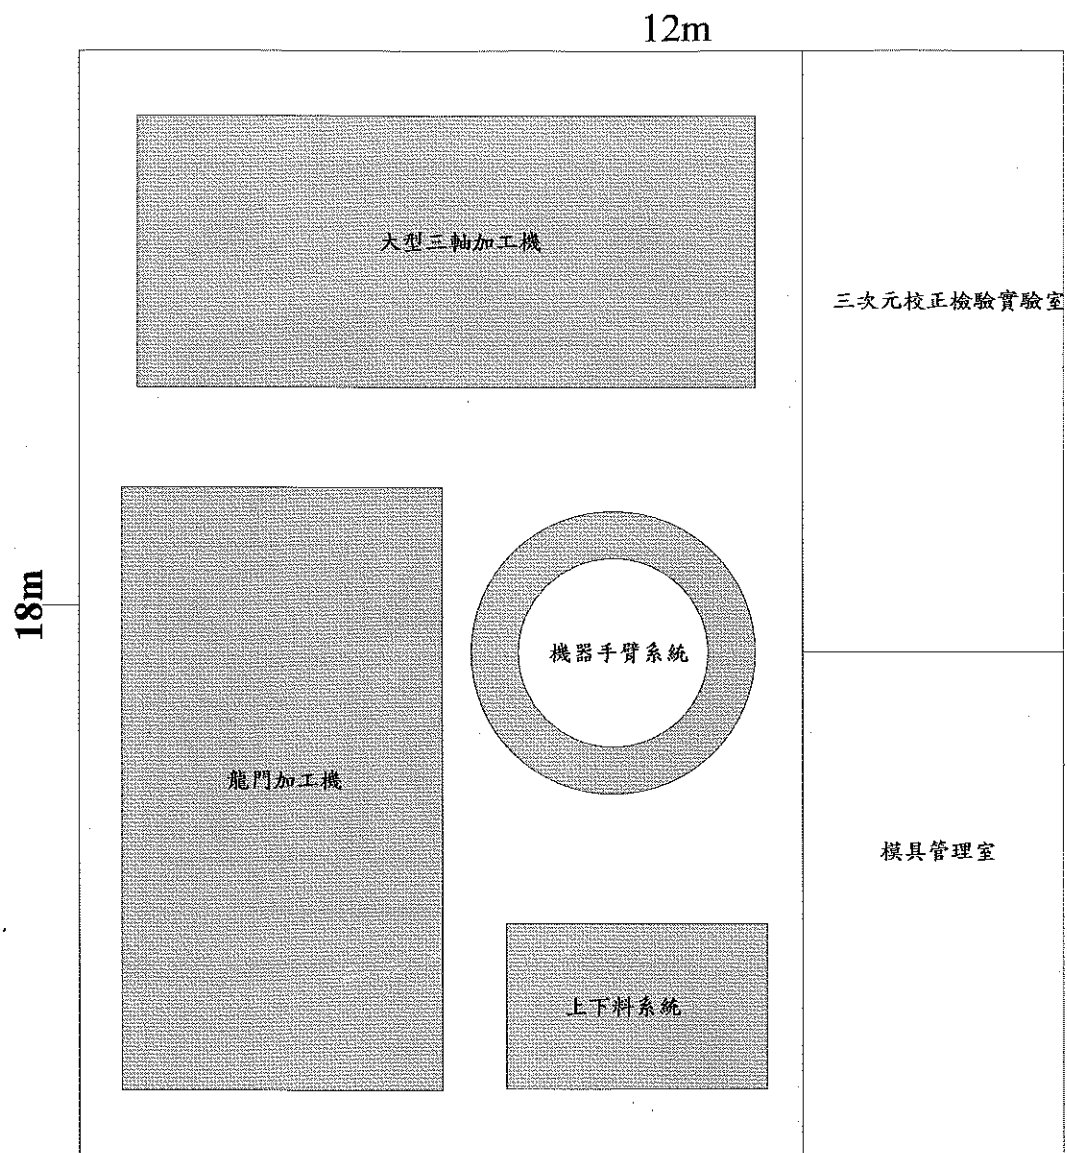 12m
大型三軸加工機
三次元校正檢驗實驗室
18m
機器手臂系統
龍門加工機
模具管理室
上下料系統